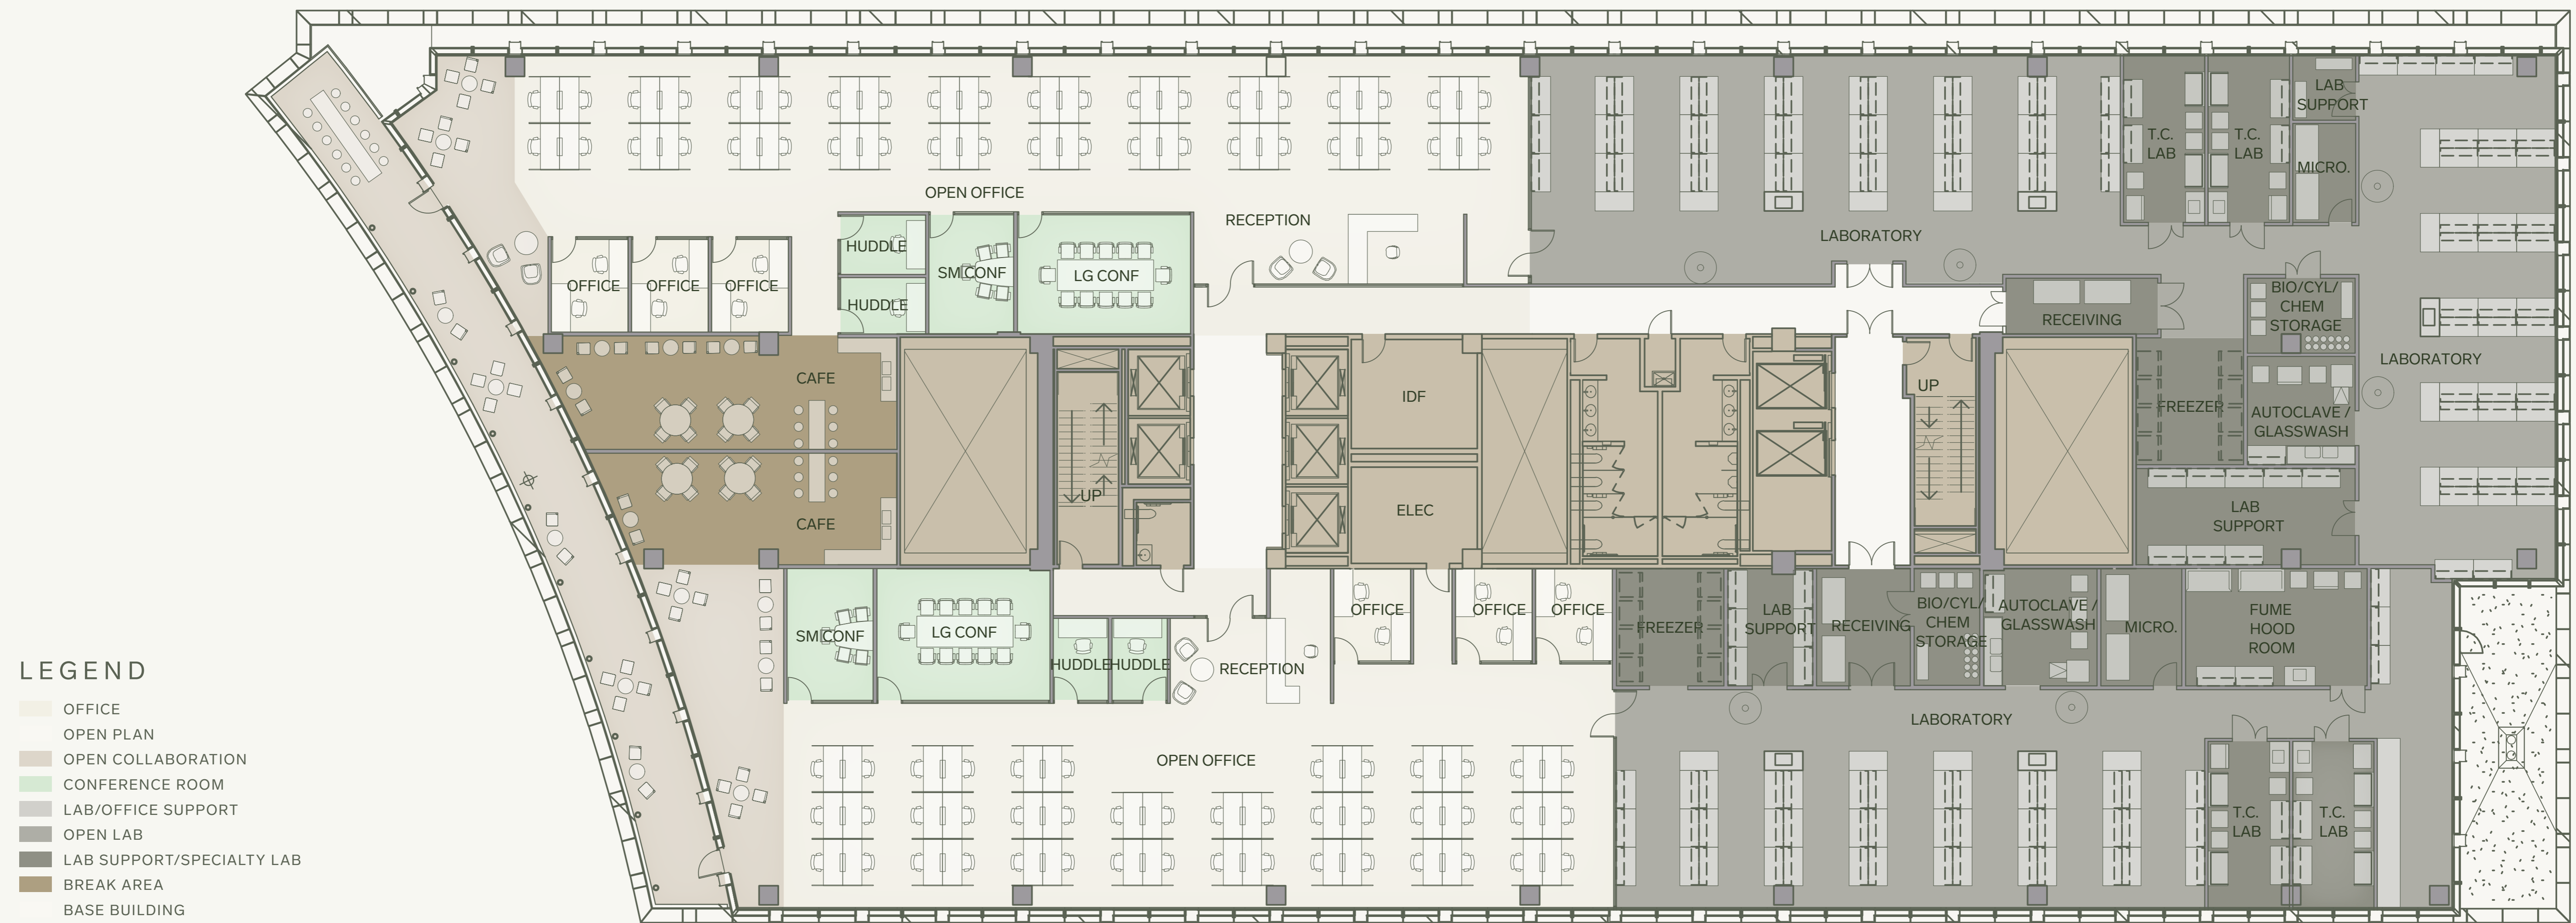 T.C.
LAB
T.C.
LAB
LAB
SUPPORT
MICRO.
OPEN OFFICE
RECEPTION
LABORATORY
HUDDLE
HUDDLE
SM CONF
LG CONF
OFFICE
OFFICE
OFFICE
RECEIVING
BIO/CYL/
CHEM
STORAGE
LABORATORY
CAFE
CAFE
UP
IDF
ELEC
UP
FREEZER
AUTOCLAVE /
GLASSWASH
LAB
SUPPORT
SM CONF
LG CONF
HUDDLE
HUDDLE
RECEPTION
OFFICE
OFFICE
OFFICE
FREEZER
LAB
SUPPORT
RECEIVING
BIO/CYL/
CHEM
STORAGE
AUTOCLAVE /
GLASSWASH
MICRO.
FUME
HOOD
ROOM
LABORATORY
OPEN OFFICE
T.C.
LAB
T.C.
LAB
LEGEND
OFFICE
OPEN PLAN
OPEN COLLABORATION
CONFERENCE ROOM
LAB/OFFICE SUPPORT
OPEN LAB
LAB SUPPORT/SPECIALTY LAB
BREAK AREA
BASE BUILDING